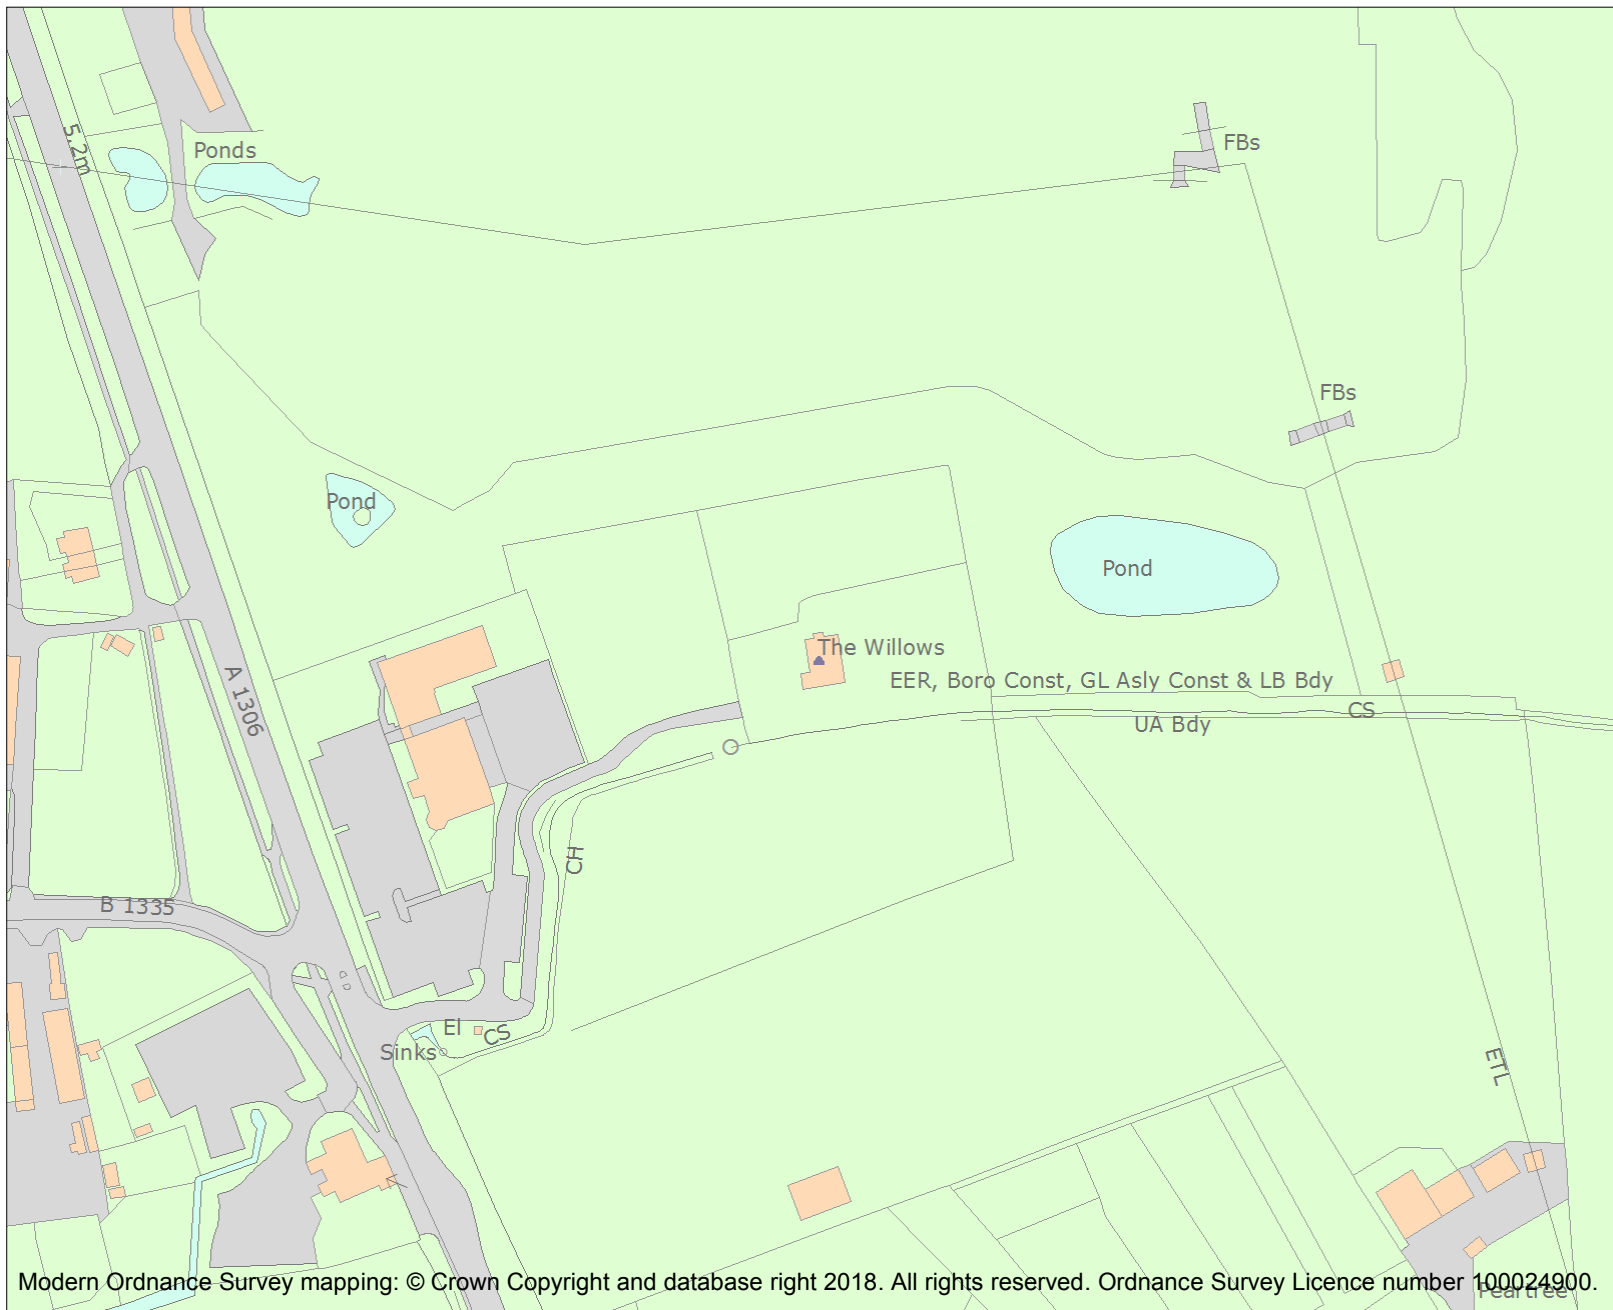 5.2m
Ponds
FBs
FBs
Pond
Pond
The Willows
EER, Boro Const, GL Asly Const & LB Bdy
CS
UA Bdy
A 1306
CH
B 1335
El
CS
Sinks
ETL
Peartree
Modern Ordnance Survey mapping: © Crown Copyright and database right 2018. All rights reserved. Ordnance Survey Licence number 100024900.